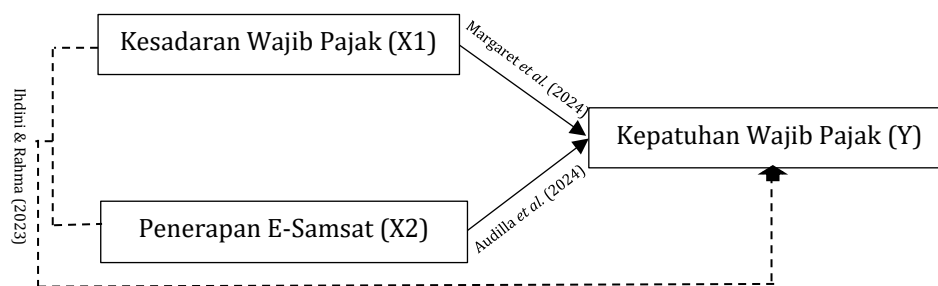 Kesadaran Wajib Pajak (X1)
Margaret et al. (2024)
Kepatuhan Wajib Pajak (Y)
Ihdini & Rahma (2023)
Penerapan E-Samsat (X2)
Audilla et al. (2024)